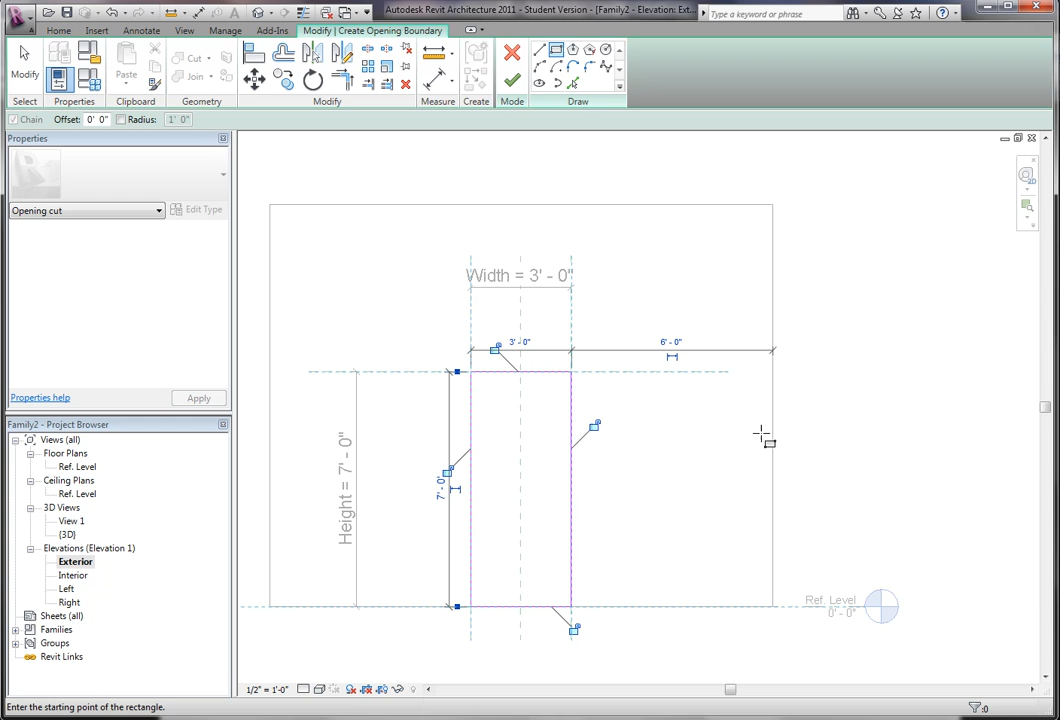 Autodesk Revit Architecture 2011 - Student Version - [Family2 - Elevation: Ext...
Type a keyword or phrase
Home Insert Annotate View Manage Add-Ins Modify | Create Opening Boundary
Modify
Paste
Cut
Join
Create
Select Properties Clipboard Geometry Modify Measure Create Mode Draw
Chain Offset: 0' 0" Radius: 1' 0"
Properties
Opening cut
Edit Type
Properties help
Apply
Family2 - Project Browser
Views (all)
Floor Plans
Ref. Level
Ceiling Plans
Ref. Level
3D Views
View 1
{3D}
Elevations (Elevation 1)
Exterior
Interior
Left
Right
Sheets (all)
Families
Groups
Revit Links
Width = 3' - 0"
3' - 0"
6' - 0"
Height = 7' - 0"
7' - 0"
Ref. Level
0' - 0"
2D
1/2" = 1'-0"
Enter the starting point of the rectangle.
:0